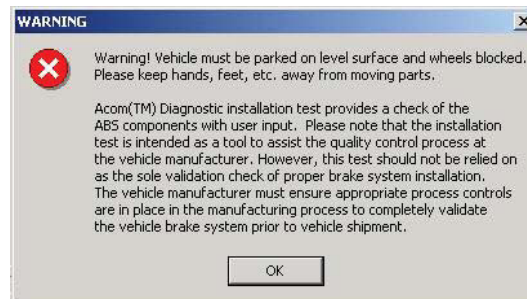 WARNING
Warning! Vehicle must be parked on level surface and wheels blocked.
Please keep hands, feet, etc. away from moving parts.
Acom(TM) Diagnostic installation test provides a check of the
ABS components with user input. Please note that the installation
test is intended as a tool to assist the quality control process at
the vehicle manufacturer. However, this test should not be relied on
as the sole validation check of proper brake system installation.
The vehicle manufacturer must ensure appropriate process controls
are in place in the manufacturing process to completely validate
the vehicle brake system prior to vehicle shipment.
OK